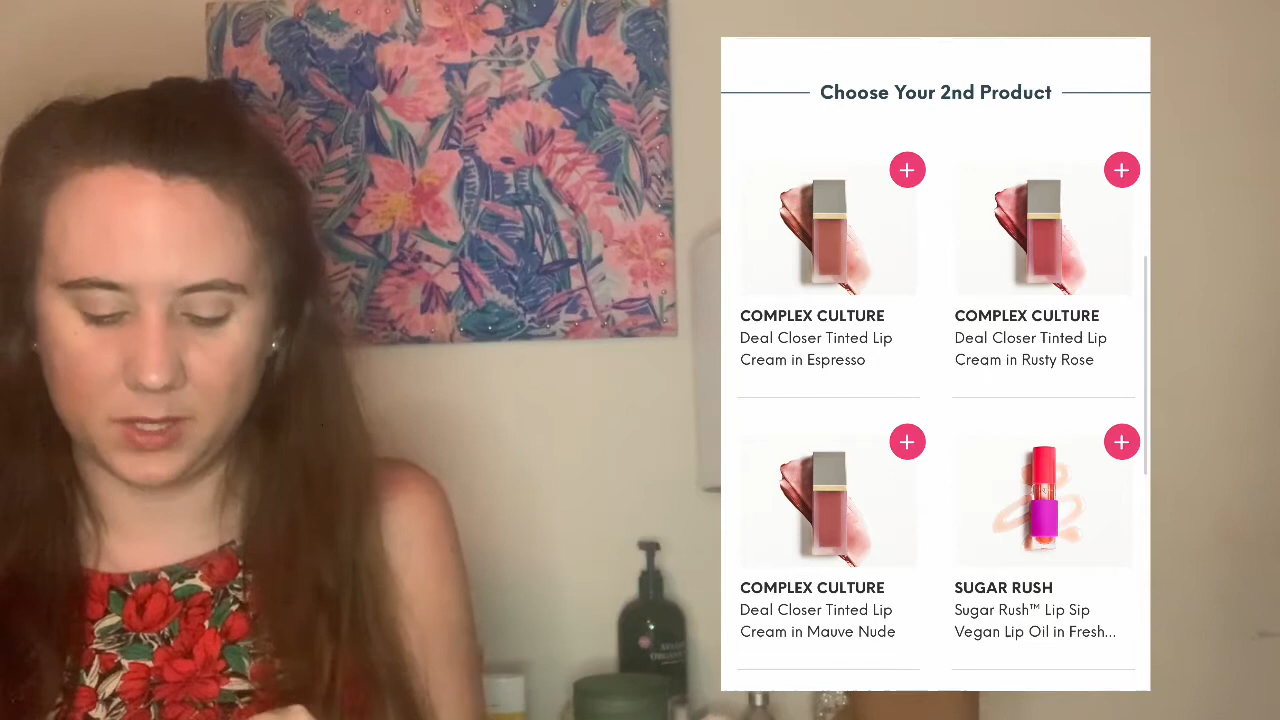 Choose Your 2nd Product
COMPLEX CULTURE
Deal Closer Tinted Lip
Cream in Espresso
COMPLEX CULTURE
Deal Closer Tinted Lip
Cream in Rusty Rose
COMPLEX CULTURE
Deal Closer Tinted Lip
Cream in Mauve Nude
SUGAR RUSH
Sugar Rush™ Lip Sip
Vegan Lip Oil in Fresh...